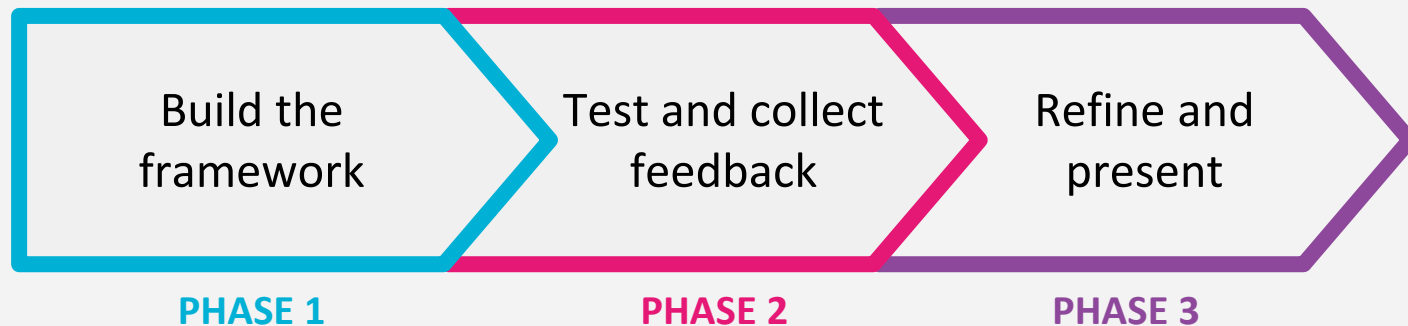 Build the
framework
Test and collect
feedback
Refine and
present
PHASE 1
PHASE 2
PHASE 3